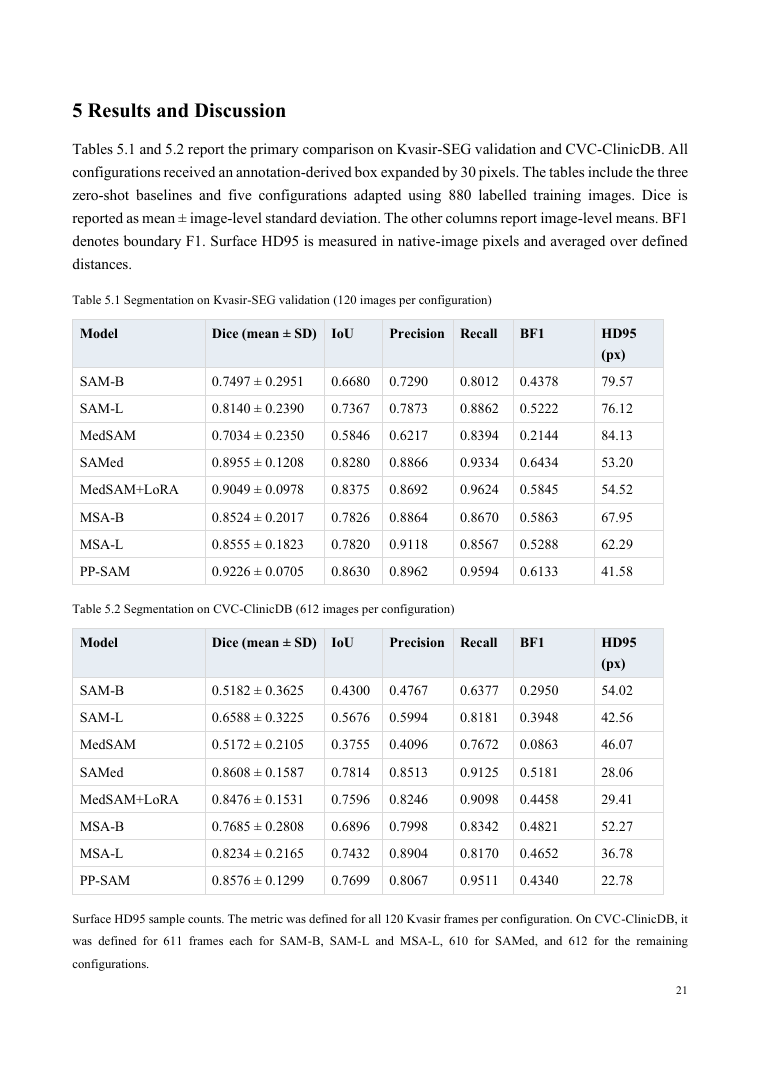 5 Results and Discussion
Tables 5.1 and 5.2 report the primary comparison on Kvasir-SEG validation and CVC-ClinicDB. All
configurations received an annotation-derived box expanded by 30 pixels. The tables include the three
zero-shot baselines and five configurations adapted using 880 labelled training images. Dice is
reported as mean ± image-level standard deviation. The other columns report image-level means. BF1
denotes boundary F1. Surface HD95 is measured in native-image pixels and averaged over defined
distances.
Table 5.1 Segmentation on Kvasir-SEG validation (120 images per configuration)
Model Dice (mean ± SD) IoU Precision Recall BF1 HD95
(px)
SAM-B 0.7497 ± 0.2951 0.6680 0.7290 0.8012 0.4378 79.57
SAM-L 0.8140 ± 0.2390 0.7367 0.7873 0.8862 0.5222 76.12
MedSAM 0.7034 ± 0.2350 0.5846 0.6217 0.8394 0.2144 84.13
SAMed 0.8955 ± 0.1208 0.8280 0.8866 0.9334 0.6434 53.20
MedSAM+LoRA 0.9049 ± 0.0978 0.8375 0.8692 0.9624 0.5845 54.52
MSA-B 0.8524 ± 0.2017 0.7826 0.8864 0.8670 0.5863 67.95
MSA-L 0.8555 ± 0.1823 0.7820 0.9118 0.8567 0.5288 62.29
PP-SAM 0.9226 ± 0.0705 0.8630 0.8962 0.9594 0.6133 41.58
Table 5.2 Segmentation on CVC-ClinicDB (612 images per configuration)
Model Dice (mean ± SD) IoU Precision Recall BF1 HD95
(px)
SAM-B 0.5182 ± 0.3625 0.4300 0.4767 0.6377 0.2950 54.02
SAM-L 0.6588 ± 0.3225 0.5676 0.5994 0.8181 0.3948 42.56
MedSAM 0.5172 ± 0.2105 0.3755 0.4096 0.7672 0.0863 46.07
SAMed 0.8608 ± 0.1587 0.7814 0.8513 0.9125 0.5181 28.06
MedSAM+LoRA 0.8476 ± 0.1531 0.7596 0.8246 0.9098 0.4458 29.41
MSA-B 0.7685 ± 0.2808 0.6896 0.7998 0.8342 0.4821 52.27
MSA-L 0.8234 ± 0.2165 0.7432 0.8904 0.8170 0.4652 36.78
PP-SAM 0.8576 ± 0.1299 0.7699 0.8067 0.9511 0.4340 22.78
Surface HD95 sample counts. The metric was defined for all 120 Kvasir frames per configuration. On CVC-ClinicDB, it
was defined for 611 frames each for SAM-B, SAM-L and MSA-L, 610 for SAMed, and 612 for the remaining
configurations.
21